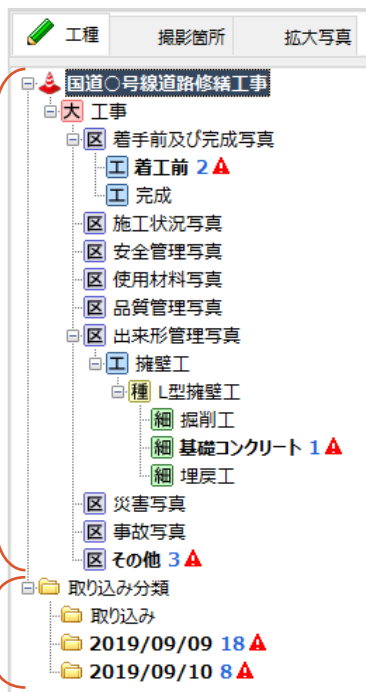 工種 撮影箇所 拡大写真
国道○号線道路修繕工事
大 工事
区 着手前及び完成写真
工 着工前 2
工 完成
区 施工状況写真
区 安全管理写真
区 使用材料写真
区 品質管理写真
区 出来形管理写真
工 擁壁工
種 L型擁壁工
細 掘削工
細 基礎コンクリート 1
細 埋戻工
区 災害写真
区 事故写真
区 その他 3
取り込み分類
取り込み
2019/09/09 18
2019/09/10 8